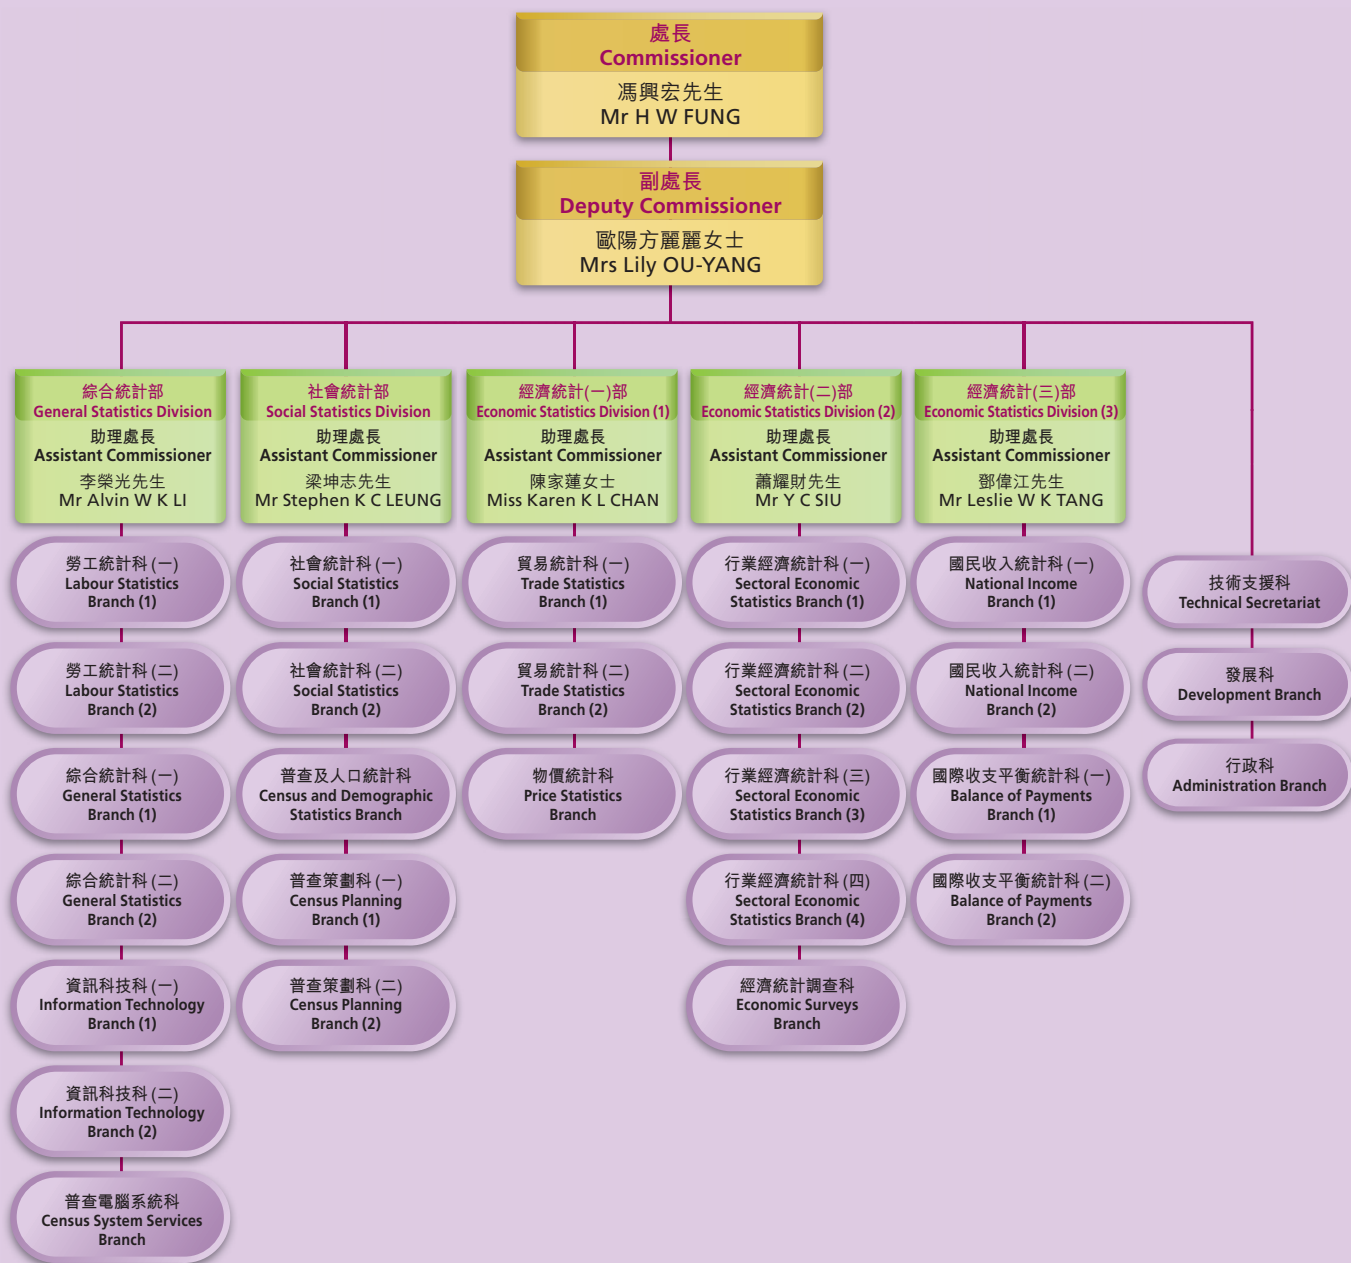 處長
Commissioner
馮興宏先生
Mr H W FUNG
副處長
Deputy Commissioner
歐陽方麗麗女士
Mrs Lily OU-YANG
綜合統計部
General Statistics Division
助理處長
Assistant Commissioner
李榮光先生
Mr Alvin W K LI
勞工統計科(一)
Labour Statistics
Branch (1)
勞工統計科(二)
Labour Statistics
Branch (2)
綜合統計科(一)
General Statistics
Branch (1)
綜合統計科(二)
General Statistics
Branch (2)
資訊科技科(一)
Information Technology
Branch (1)
資訊科技科(二)
Information Technology
Branch (2)
普查電腦系統科
Census System Services
Branch
社會統計部
Social Statistics Division
助理處長
Assistant Commissioner
梁坤志先生
Mr Stephen K C LEUNG
社會統計科(一)
Social Statistics
Branch (1)
社會統計科(二)
Social Statistics
Branch (2)
普查及人口統計科
Census and Demographic
Statistics Branch
普查策劃科(一)
Census Planning
Branch (1)
普查策劃科(二)
Census Planning
Branch (2)
經濟統計(一)部
Economic Statistics Division (1)
助理處長
Assistant Commissioner
陳家蓮女士
Miss Karen K L CHAN
貿易統計科(一)
Trade Statistics
Branch (1)
貿易統計科(二)
Trade Statistics
Branch (2)
物價統計科
Price Statistics
Branch
經濟統計(二)部
Economic Statistics Division (2)
助理處長
Assistant Commissioner
蕭耀財先生
Mr Y C SIU
行業經濟統計科(一)
Sectoral Economic
Statistics Branch (1)
行業經濟統計科(二)
Sectoral Economic
Statistics Branch (2)
行業經濟統計科(三)
Sectoral Economic
Statistics Branch (3)
行業經濟統計科(四)
Sectoral Economic
Statistics Branch (4)
經濟統計調查科
Economic Surveys
Branch
經濟統計(三)部
Economic Statistics Division (3)
助理處長
Assistant Commissioner
鄧偉江先生
Mr Leslie W K TANG
國民收入統計科(一)
National Income
Branch (1)
國民收入統計科(二)
National Income
Branch (2)
國際收支平衡統計科(一)
Balance of Payments
Branch (1)
國際收支平衡統計科(二)
Balance of Payments
Branch (2)
技術支援科
Technical Secretariat
發展科
Development Branch
行政科
Administration Branch